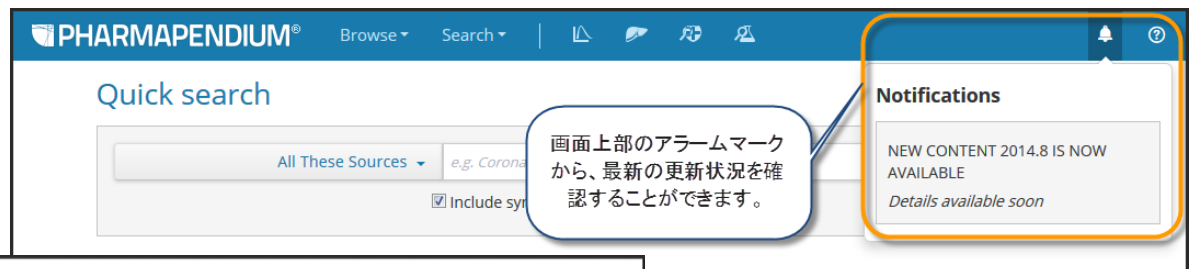 PHARMAPENDIUM® Browse Search
Quick search
Notifications
画面上部のアラームマーク
から、最新の更新状況を確
認することができます。
NEW CONTENT 2014.8 IS NOW
AVAILABLE
Details available soon
All These Sources e.g.
Include